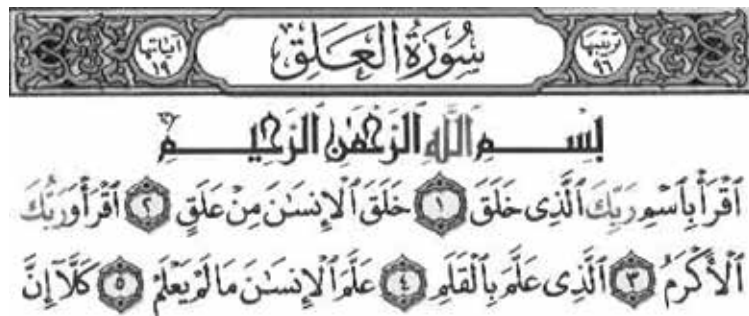 ترتيبها ٩٦ سُورَةُ العَلَقِ آياتها ١٩
بِسْمِ ٱللَّهِ ٱلرَّحْمَٰنِ ٱلرَّحِيمِ
ٱقْرَأْ بِٱسْمِ رَبِّكَ ٱلَّذِى خَلَقَ ١ خَلَقَ ٱلْإِنسَٰنَ مِنْ عَلَقٍ ٢ ٱقْرَأْ وَرَبُّكَ
ٱلْأَكْرَمُ ٣ ٱلَّذِى عَلَّمَ بِٱلْقَلَمِ ٤ عَلَّمَ ٱلْإِنسَٰنَ مَا لَمْ يَعْلَمْ ٥ كَلَّآ إِنَّ